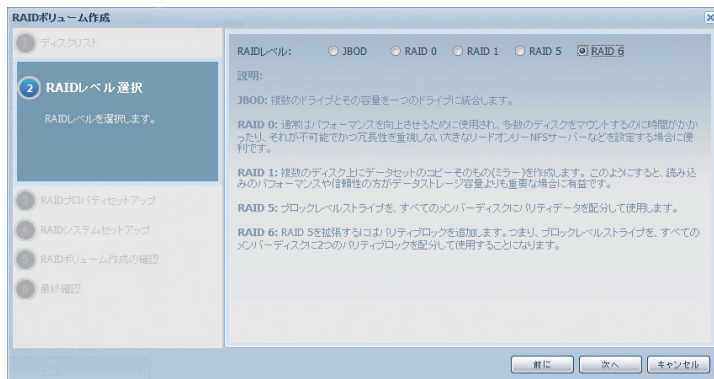 RAIDボリューム作成
1 ディスクリスト
2 RAIDレベル選択
RAIDレベルを選択します。
3 RAIDプロパティセットアップ
4 RAIDシステムセットアップ
5 RAIDボリューム作成の確認
6 最終確認
RAIDレベル: JBOD RAID 0 RAID 1 RAID 5 RAID 6
説明:
JBOD: 複数のドライブとその容量を一つのドライブに統合します。
RAID 0: 通常はパフォーマンスを向上させるために使用され、多数のディスクをマウントするのに時間がかか
ったり、それが不可能でかつ冗長性を重視しない大きなリードオンリーNFSサーバーなどを設定する場合に便
利です。
RAID 1: 複数のディスク上にデータセットのコピーそのもの(ミラー)を作成します。このようにすると、読み込
みのパフォーマンスや信頼性の方がデータストレージ容量よりも重要な場合に有益です。
RAID 5: ブロックレベルストライプを、すべてのメンバーディスクにパリティデータを配分して使用します。
RAID 6: RAID 5を拡張するにはパリティブロックを追加します。つまり、ブロックレベルストライプを、すべての
メンバーディスクに2つのパリティブロックを配分して使用することになります。
前に 次へ キャンセル